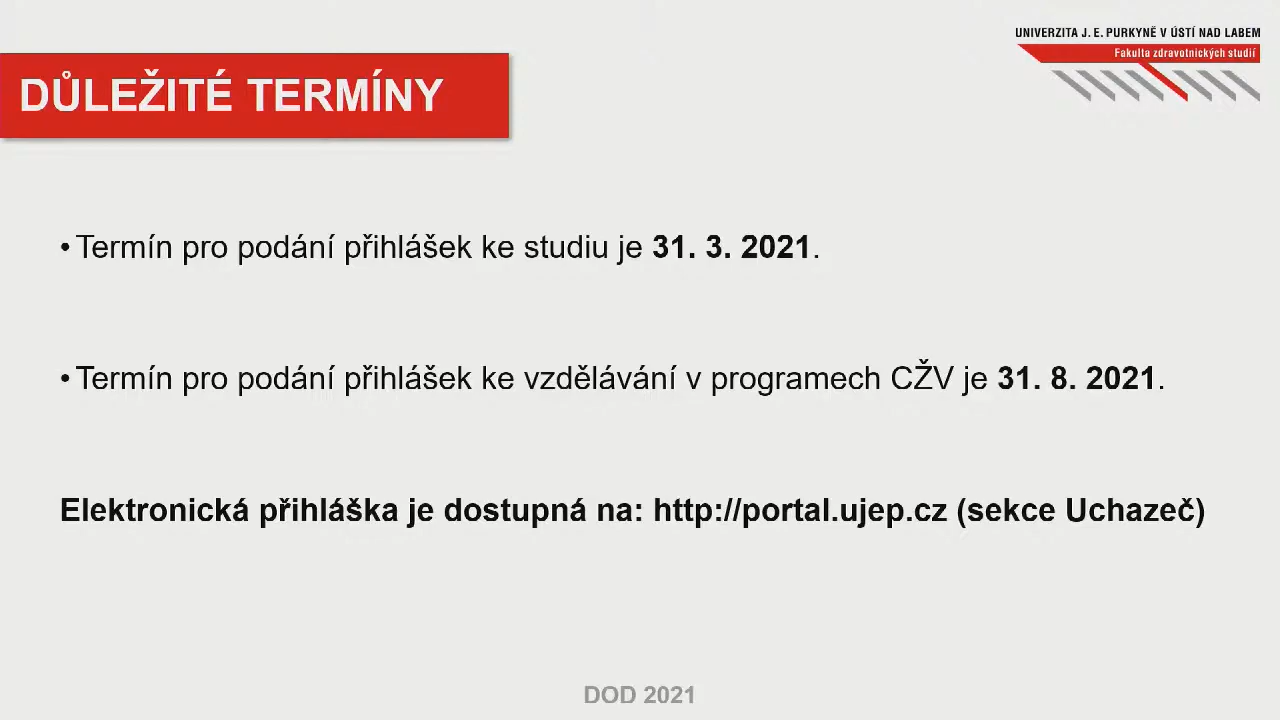 UNIVERZITA J. E. PURKYNĚ V ÚSTÍ NAD LABEM
Fakulta zdravotnických studií
DŮLEŽITÉ TERMÍNY
• Termín pro podání přihlášek ke studiu je 31. 3. 2021.
• Termín pro podání přihlášek ke vzdělávání v programech CŽV je 31. 8. 2021.
Elektronická přihláška je dostupná na: http://portal.ujep.cz (sekce Uchazeč)
DOD 2021